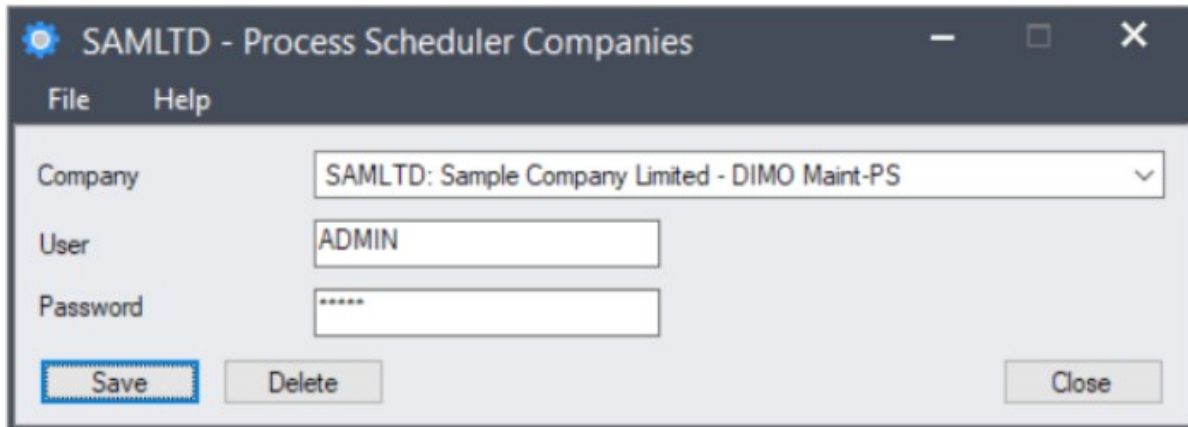 SAMLTD - Process Scheduler Companies
File Help
Company SAMLTD: Sample Company Limited - DIMO Maint-PS
User ADMIN
Password *****
Save Delete Close